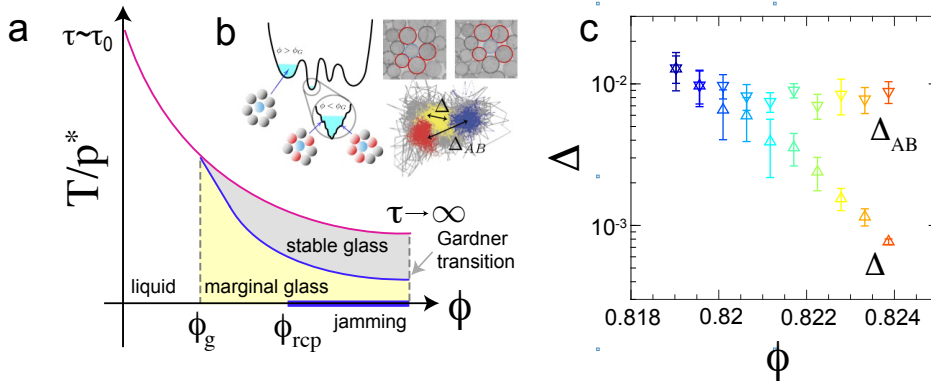 a
τ~τ₀
T/p*
liquid
marginal glass
stable glass
τ→∞
Gardner
transition
jamming
ϕ
ϕg
ϕrcp
b
ϕ > ϕG
ϕ < ϕG
Δ
ΔAB
c
Δ
10⁻²
10⁻³
ΔAB
Δ
0.818
0.82
0.822
0.824
ϕ